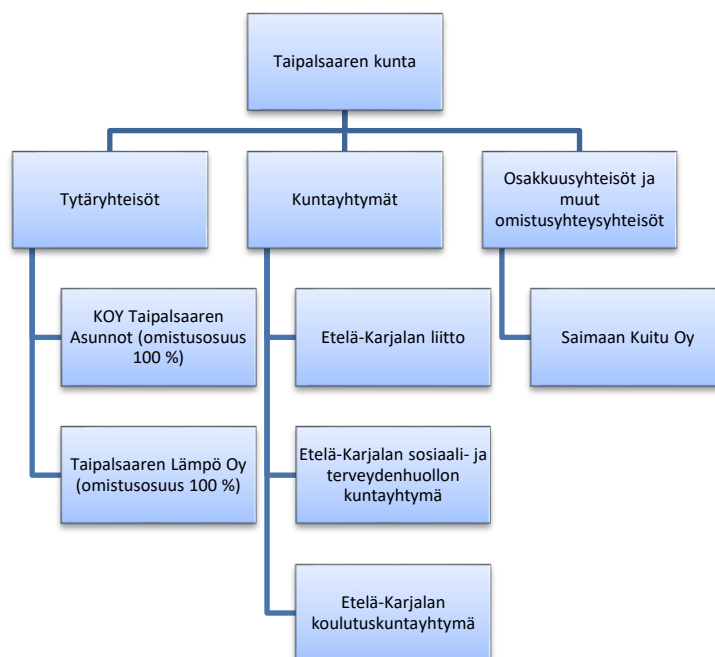 Taipalsaaren kunta
Tytäryhteisöt
Kuntayhtymät
Osakkuusyhteisöt ja
muut
omistusyhteysyhteisöt
KOY Taipalsaaren
Asunnot (omistusosuus
100 %)
Etelä-Karjalan liitto
Saimaan Kuitu Oy
Taipalsaaren Lämpö Oy
(omistusosuus 100 %)
Etelä-Karjalan sosiaali- ja
terveydenhuollon
kuntayhtymä
Etelä-Karjalan
koulutuskuntayhtymä